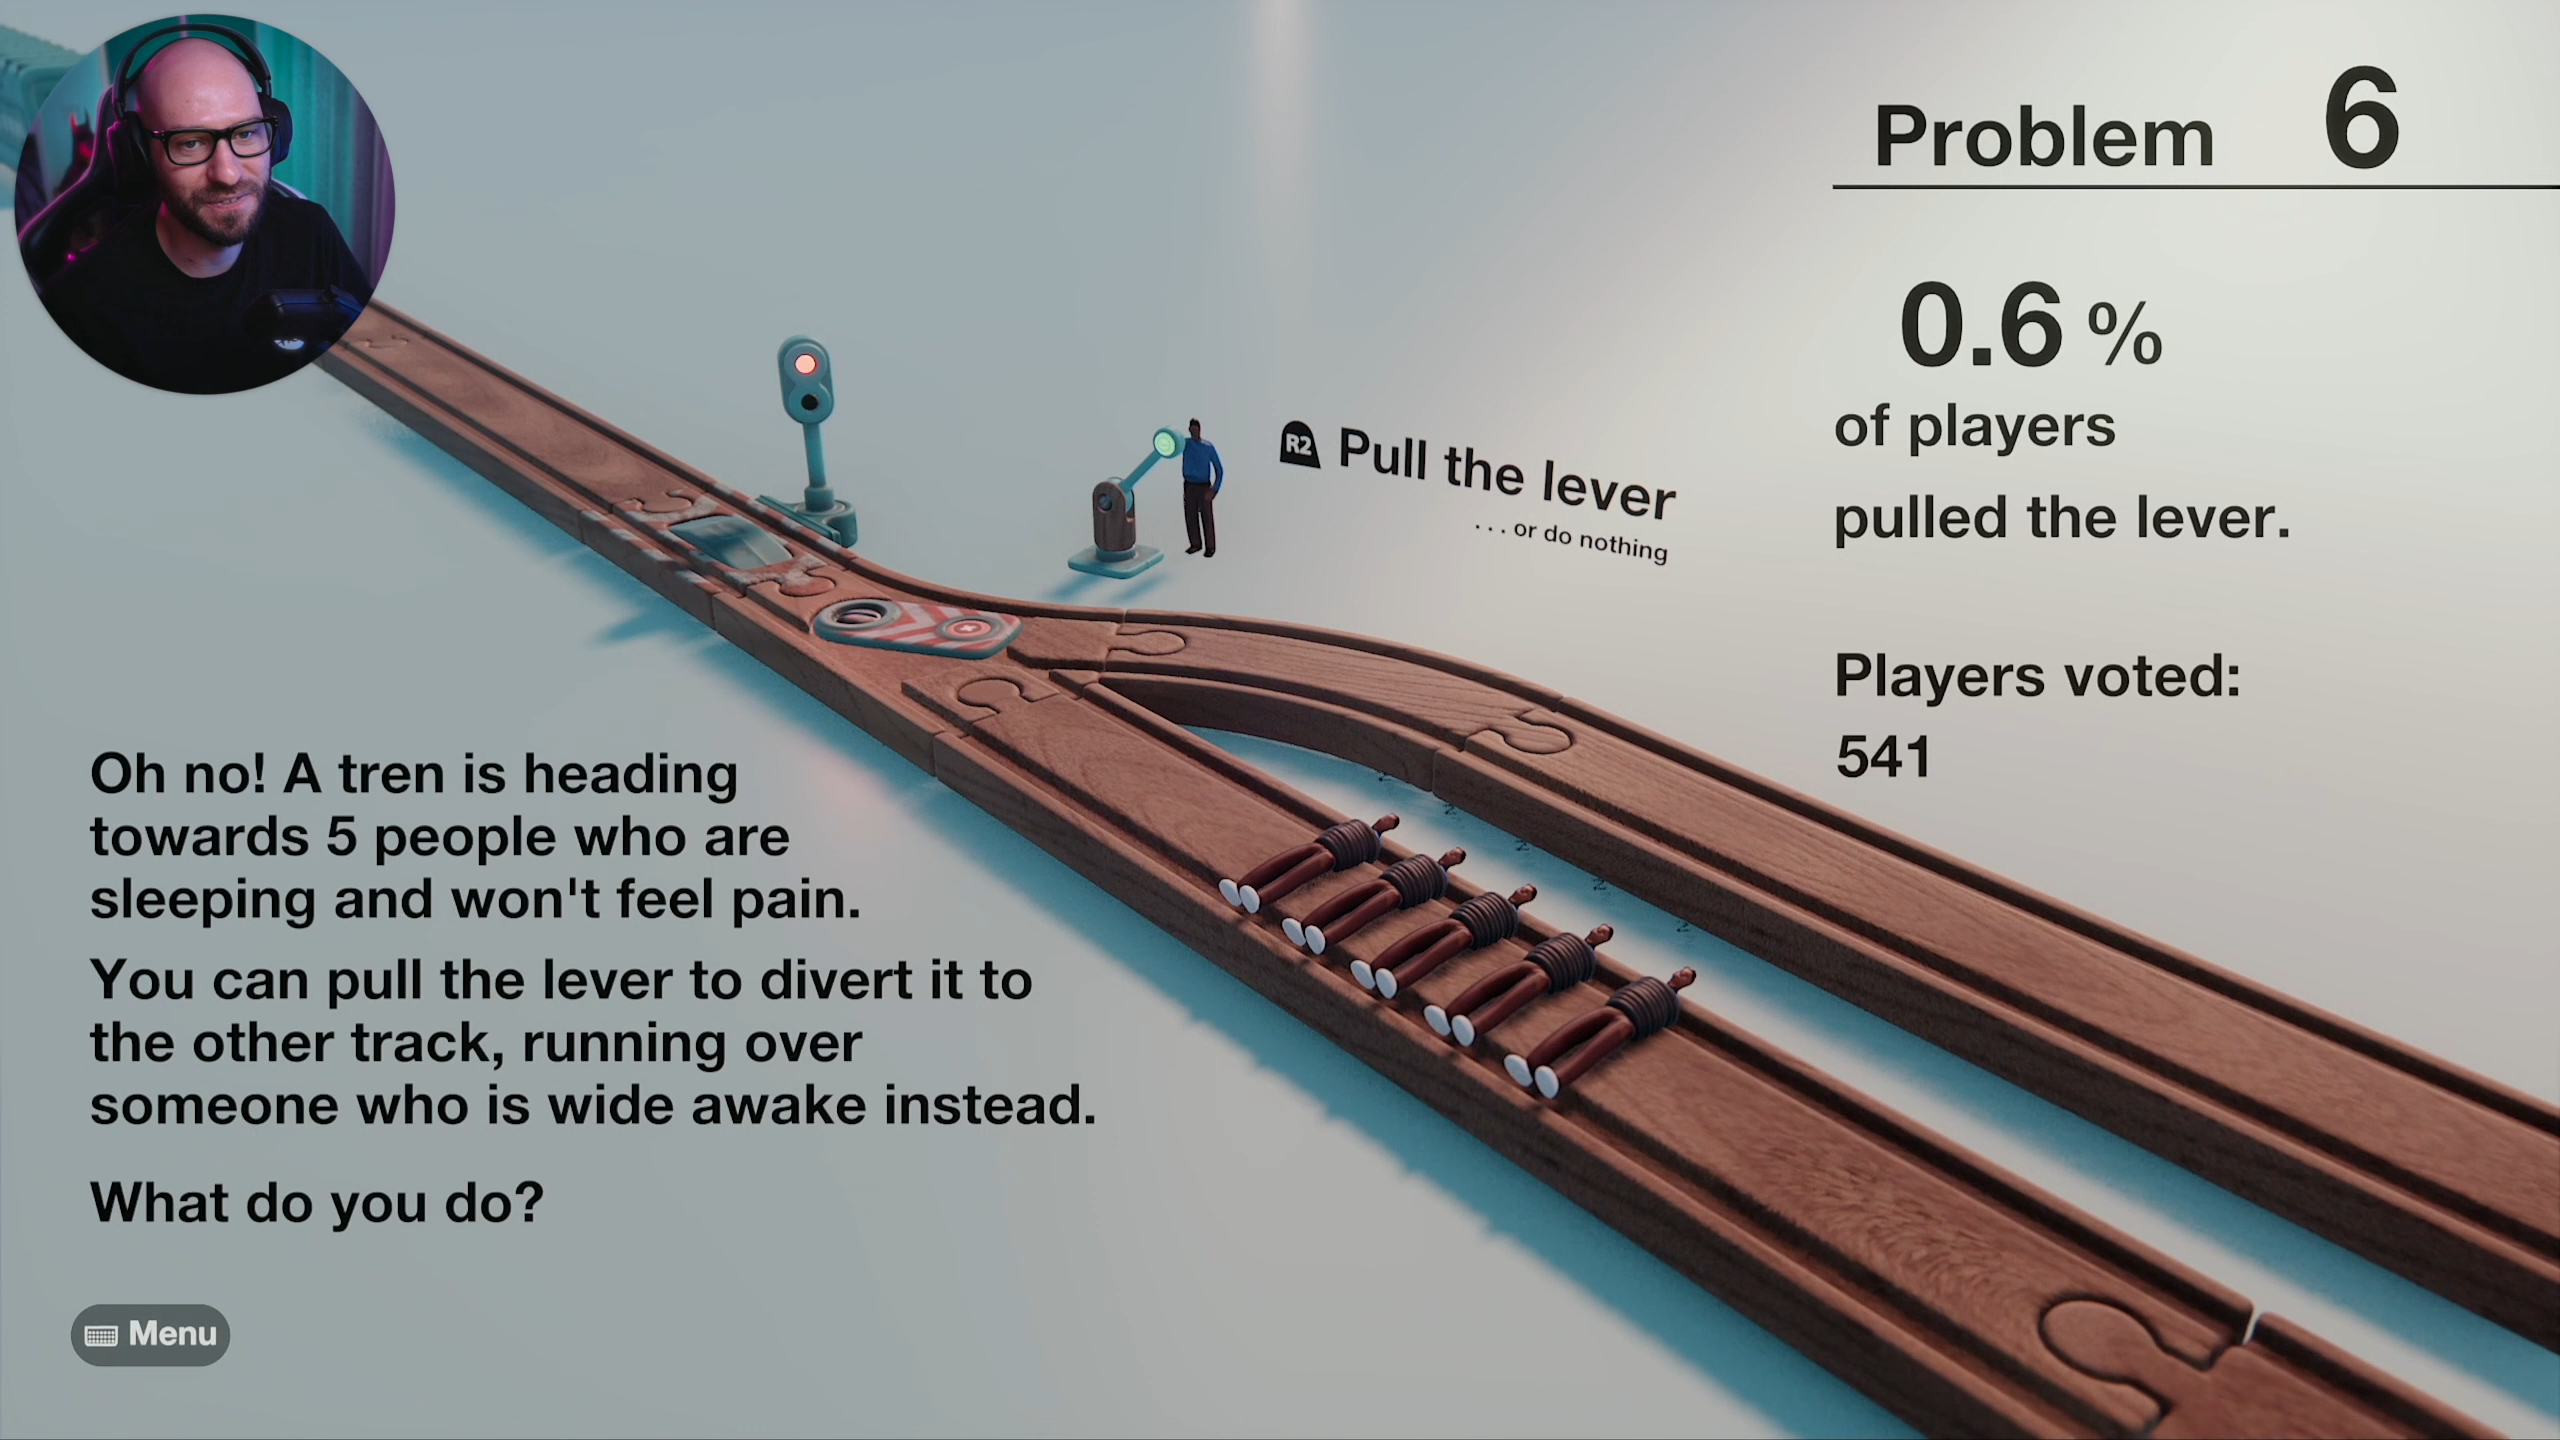 Problem 6
0.6 %
of players
pulled the lever.
Players voted:
541
R2 Pull the lever
...or do nothing
Oh no! A tren is heading
towards 5 people who are
sleeping and won't feel pain.
You can pull the lever to divert it to
the other track, running over
someone who is wide awake instead.
What do you do?
Menu